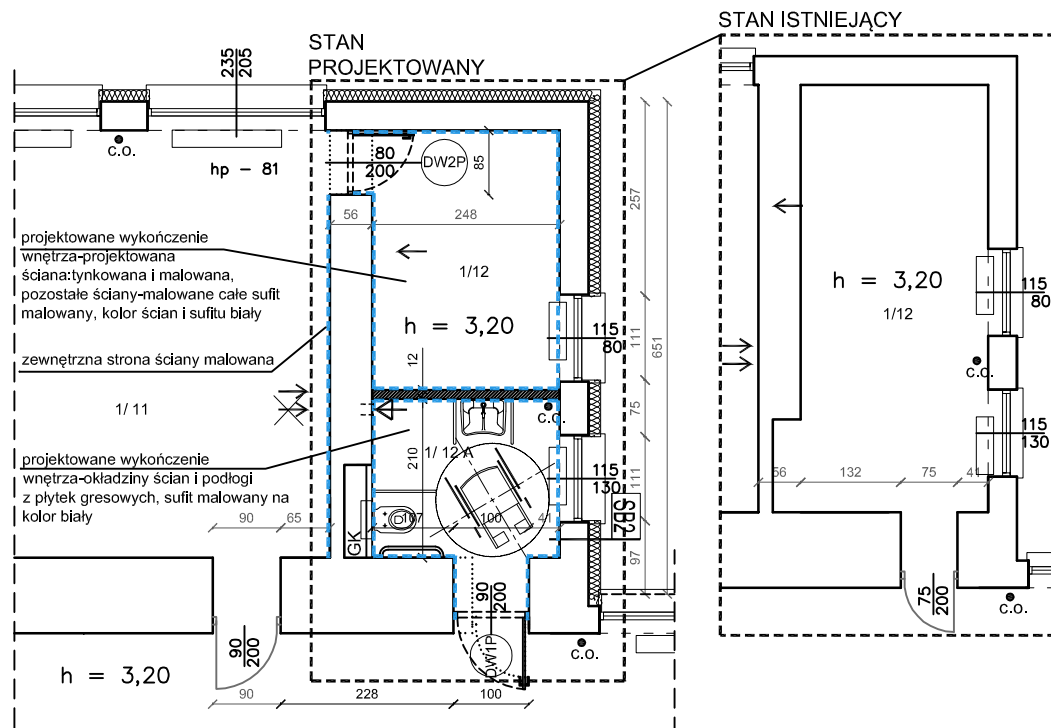 STAN ISTNIEJĄCY
STAN
PROJEKTOWANY
235
205
c.o.
hp - 81
80
200
DW2P
85
257
56
248
projektowane wykończenie
wnętrza-projektowana
ściana:tynkowana i malowana,
pozostałe ściany-malowane całe sufit
malowany, kolor ścian i sufitu biały
1/12
h = 3,20
115
80
111
651
12
zewnętrzna strona ściany malowana
75
1/ 11
c.o.
210
1/ 12 A
projektowane wykończenie
wnętrza-okładziny ścian i podłogi
z płytek gresowych, sufit malowany na
kolor biały
115
130
111
SB2
90
65
107
100
41
GK
97
90
200
90
200
DW1P
c.o.
h = 3,20
90
228
100
h = 3,20
1/12
115
80
c.o.
115
130
56
132
75
41
75
200
c.o.